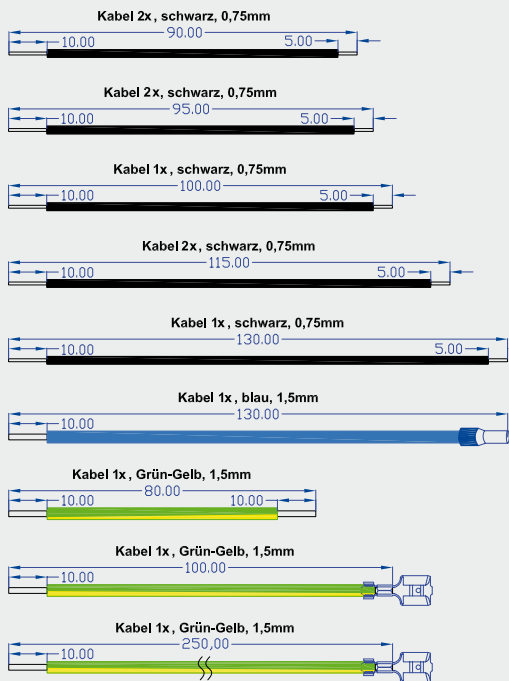 Kabel 2x, schwarz, 0,75mm
90.00
10.00 5.00
Kabel 2x, schwarz, 0,75mm
95.00
10.00 5.00
Kabel 1x, schwarz, 0,75mm
100.00
10.00 5.00
Kabel 2x, schwarz, 0,75mm
115.00
10.00 5.00
Kabel 1x, schwarz, 0,75mm
130.00
10.00 5.00
Kabel 1x, blau, 1,5mm
130.00
10.00
Kabel 1x, Grün-Gelb, 1,5mm
80.00
10.00 10.00
Kabel 1x, Grün-Gelb, 1,5mm
100.00
10.00
Kabel 1x, Grün-Gelb, 1,5mm
250,00
10.00